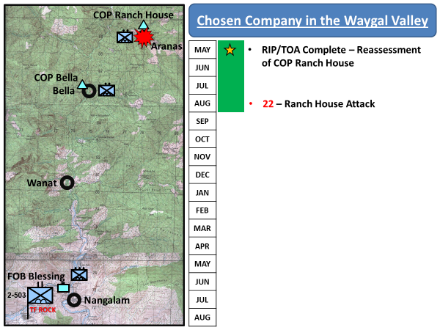 COP Ranch House
Aranas
COP Bella
Bella
Wanat
FOB Blessing
2-503
TF ROCK
Nangalam
Chosen Company in the Waygal Valley
MAY
JUN
JUL
AUG
SEP
OCT
NOV
DEC
JAN
FEB
MAR
APR
MAY
JUN
JUL
AUG
• RIP/TOA Complete – Reassessment
of COP Ranch House
• 22 – Ranch House Attack